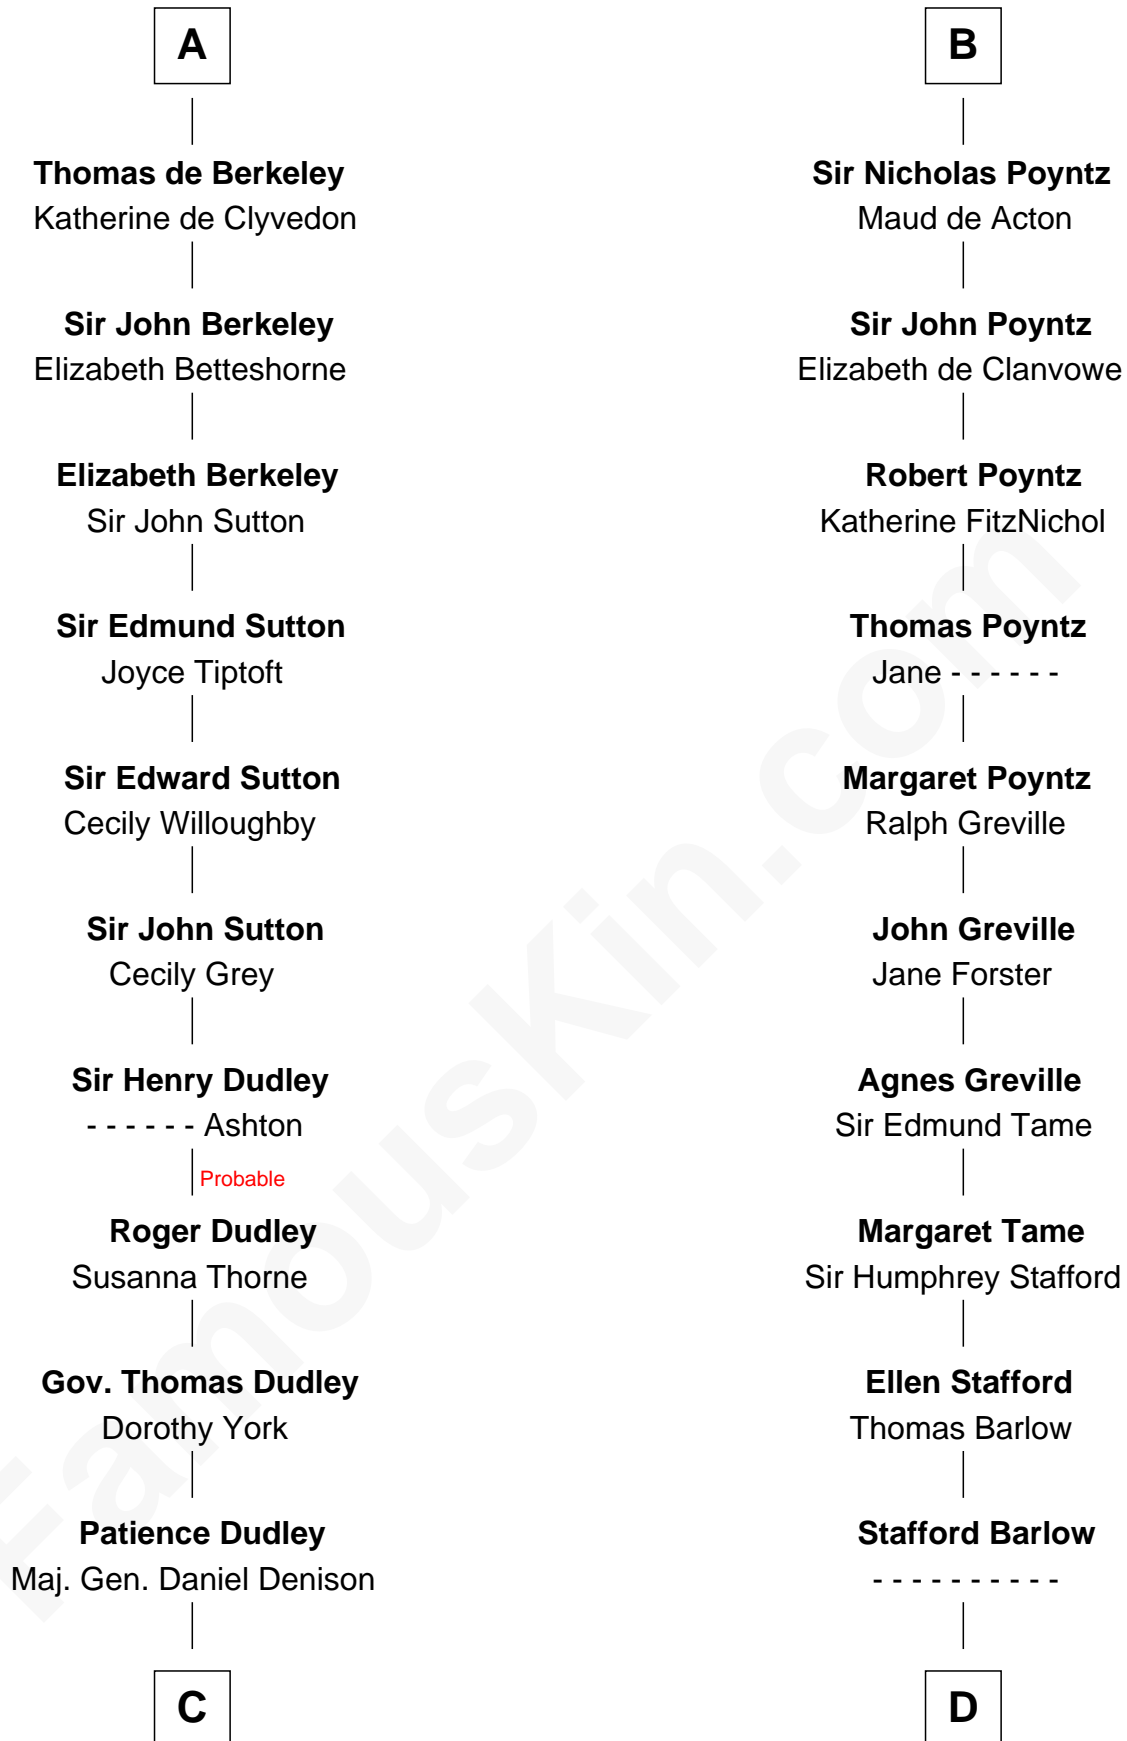 A
Thomas de Berkeley
Katherine de Clyvedon
Sir John Berkeley
Elizabeth Betteshorne
Elizabeth Berkeley
Sir John Sutton
Sir Edmund Sutton
Joyce Tiptoft
Sir Edward Sutton
Cecily Willoughby
Sir John Sutton
Cecily Grey
Sir Henry Dudley
- - - - - - Ashton
Probable
Roger Dudley
Susanna Thorne
Gov. Thomas Dudley
Dorothy York
Patience Dudley
Maj. Gen. Daniel Denison
C
B
Sir Nicholas Poyntz
Maud de Acton
Sir John Poyntz
Elizabeth de Clanvowe
Robert Poyntz
Katherine FitzNichol
Thomas Poyntz
Jane - - - - - -
Margaret Poyntz
Ralph Greville
John Greville
Jane Forster
Agnes Greville
Sir Edmund Tame
Margaret Tame
Sir Humphrey Stafford
Ellen Stafford
Thomas Barlow
Stafford Barlow
- - - - - - - - - -
D
FamousKin.com